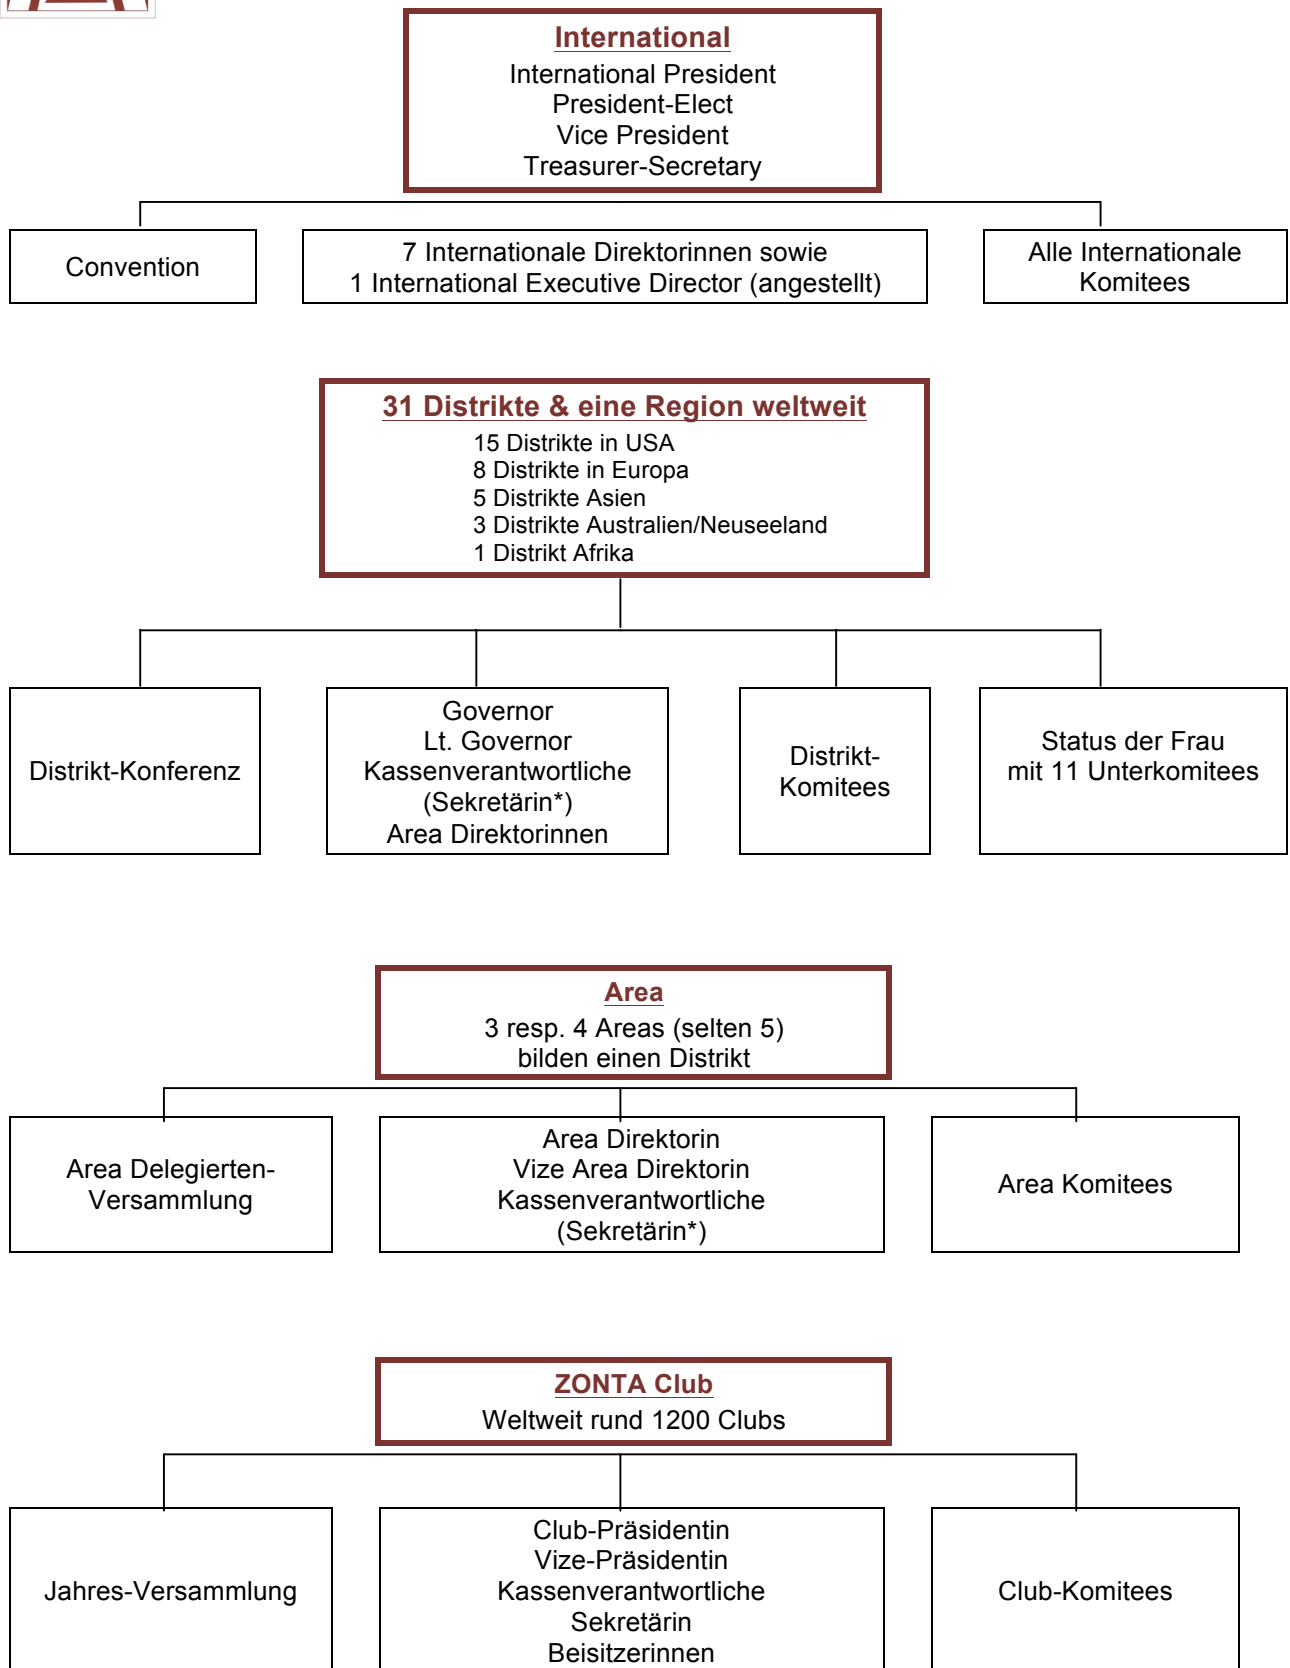 International
International President
President-Elect
Vice President
Treasurer-Secretary
Convention
7 Internationale Direktorinnen sowie
1 International Executive Director (angestellt)
Alle Internationale
Komitees
31 Distrikte & eine Region weltweit
15 Distrikte in USA
8 Distrikte in Europa
5 Distrikte Asien
3 Distrikte Australien/Neuseeland
1 Distrikt Afrika
Distrikt-Konferenz
Governor
Lt. Governor
Kassenverantwortliche
(Sekretärin*)
Area Direktorinnen
Distrikt-
Komitees
Status der Frau
mit 11 Unterkomitees
Area
3 resp. 4 Areas (selten 5)
bilden einen Distrikt
Area Delegierten-
Versammlung
Area Direktorin
Vize Area Direktorin
Kassenverantwortliche
(Sekretärin*)
Area Komitees
ZONTA Club
Weltweit rund 1200 Clubs
Jahres-Versammlung
Club-Präsidentin
Vize-Präsidentin
Kassenverantwortliche
Sekretärin
Beisitzerinnen
Club-Komitees